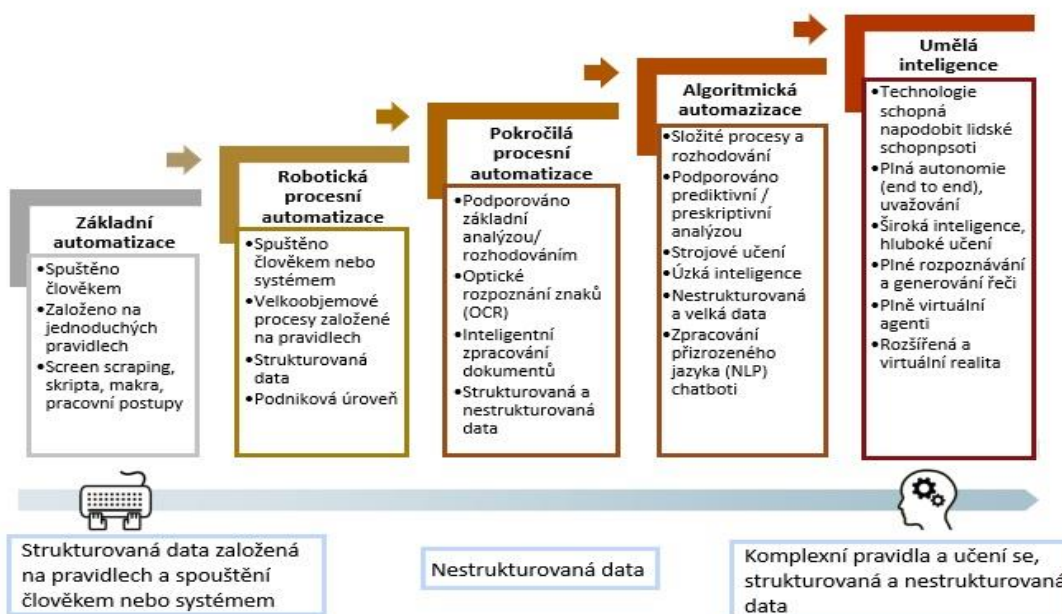 Základní
automatizace
•Spuštěno
člověkem
•Založeno na
jednoduchých
pravidlech
•Screen scraping,
skripta, makra,
pracovní postupy
Robotická
procesní
automatizace
•Spuštěno
člověkem nebo
systémem
•Velkoobjemové
procesy založené
na pravidlech
•Strukturovaná
data
•Podniková úroveň
Pokročilá
procesní
automatizace
•Podporováno
základní
analýzou/
rozhodováním
•Optické
rozpoznání znaků
(OCR)
•Inteligentní
zpracování
dokumentů
•Strukturovaná a
nestrukturovaná
data
Algoritmická
automazizace
•Složité procesy a
rozhodování
•Podporováno
prediktivní /
preskriptivní
analýzou
•Strojové učení
•Úzká inteligence
•Nestrukturovaná
a velká data
•Zpracování
přizrozeného
jazyka (NLP)
chatboti
Umělá
inteligence
•Technologie
schopná
napodobit lidské
schopnpsoti
•Plná autonomie
(end to end),
uvažování
•Široká inteligence,
hluboké učení
•Plné rozpoznávání
a generování řeči
•Plně virtuální
agenti
•Rozšířená a
virtuální realita
Strukturovaná data založená
na pravidlech a spouštění
člověkem nebo systémem
Nestrukturovaná data
Komplexní pravidla a učení se,
strukturovaná a nestrukturovaná
data